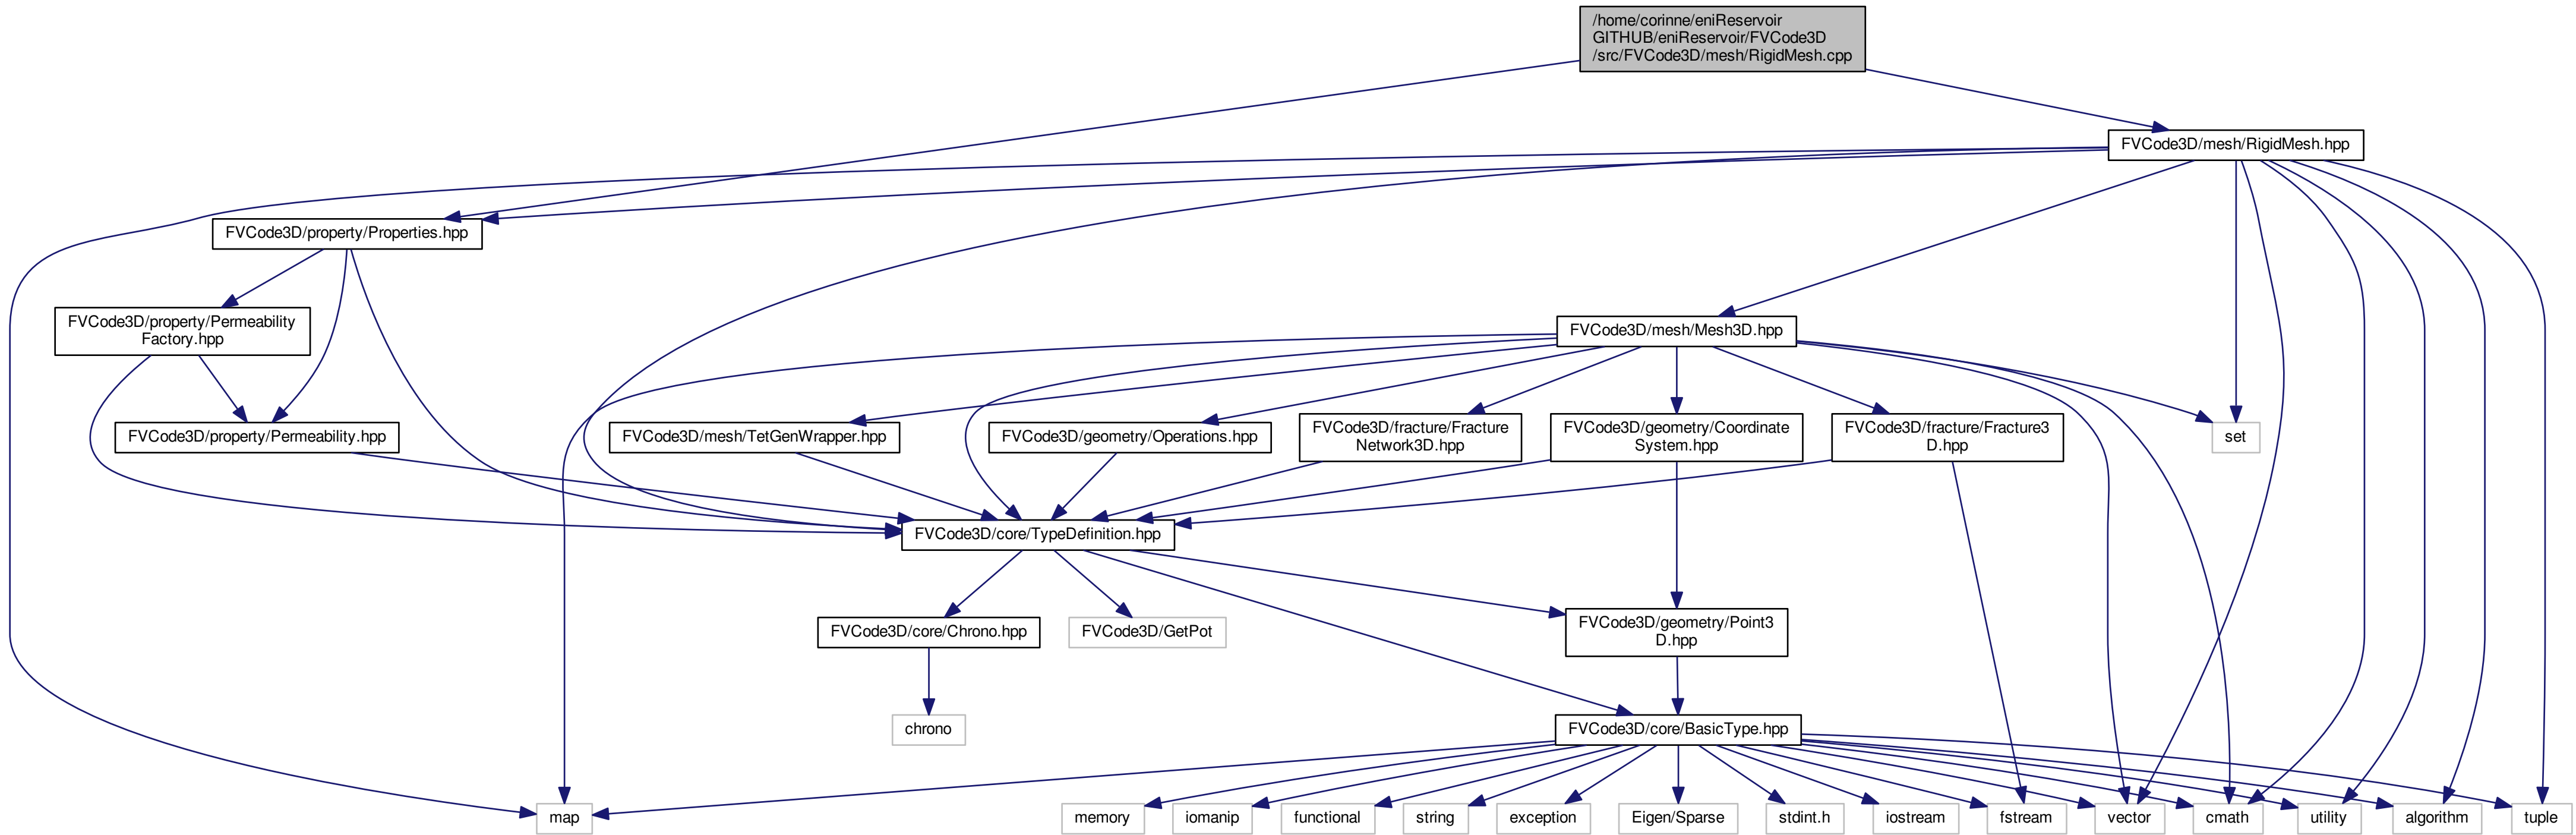 /home/corinne/eniReservoir
GITHUB/eniReservoir/FVCode3D
/src/FVCode3D/mesh/RigidMesh.cpp
FVCode3D/mesh/RigidMesh.hpp
FVCode3D/property/Properties.hpp
FVCode3D/property/Permeability
Factory.hpp
FVCode3D/mesh/Mesh3D.hpp
FVCode3D/property/Permeability.hpp
FVCode3D/mesh/TetGenWrapper.hpp
FVCode3D/geometry/Operations.hpp
FVCode3D/fracture/Fracture
Network3D.hpp
FVCode3D/geometry/Coordinate
System.hpp
FVCode3D/fracture/Fracture3
D.hpp
set
FVCode3D/core/TypeDefinition.hpp
FVCode3D/core/Chrono.hpp
FVCode3D/GetPot
FVCode3D/geometry/Point3
D.hpp
chrono
FVCode3D/core/BasicType.hpp
map
memory
iomanip
functional
string
exception
Eigen/Sparse
stdint.h
iostream
fstream
vector
cmath
utility
algorithm
tuple